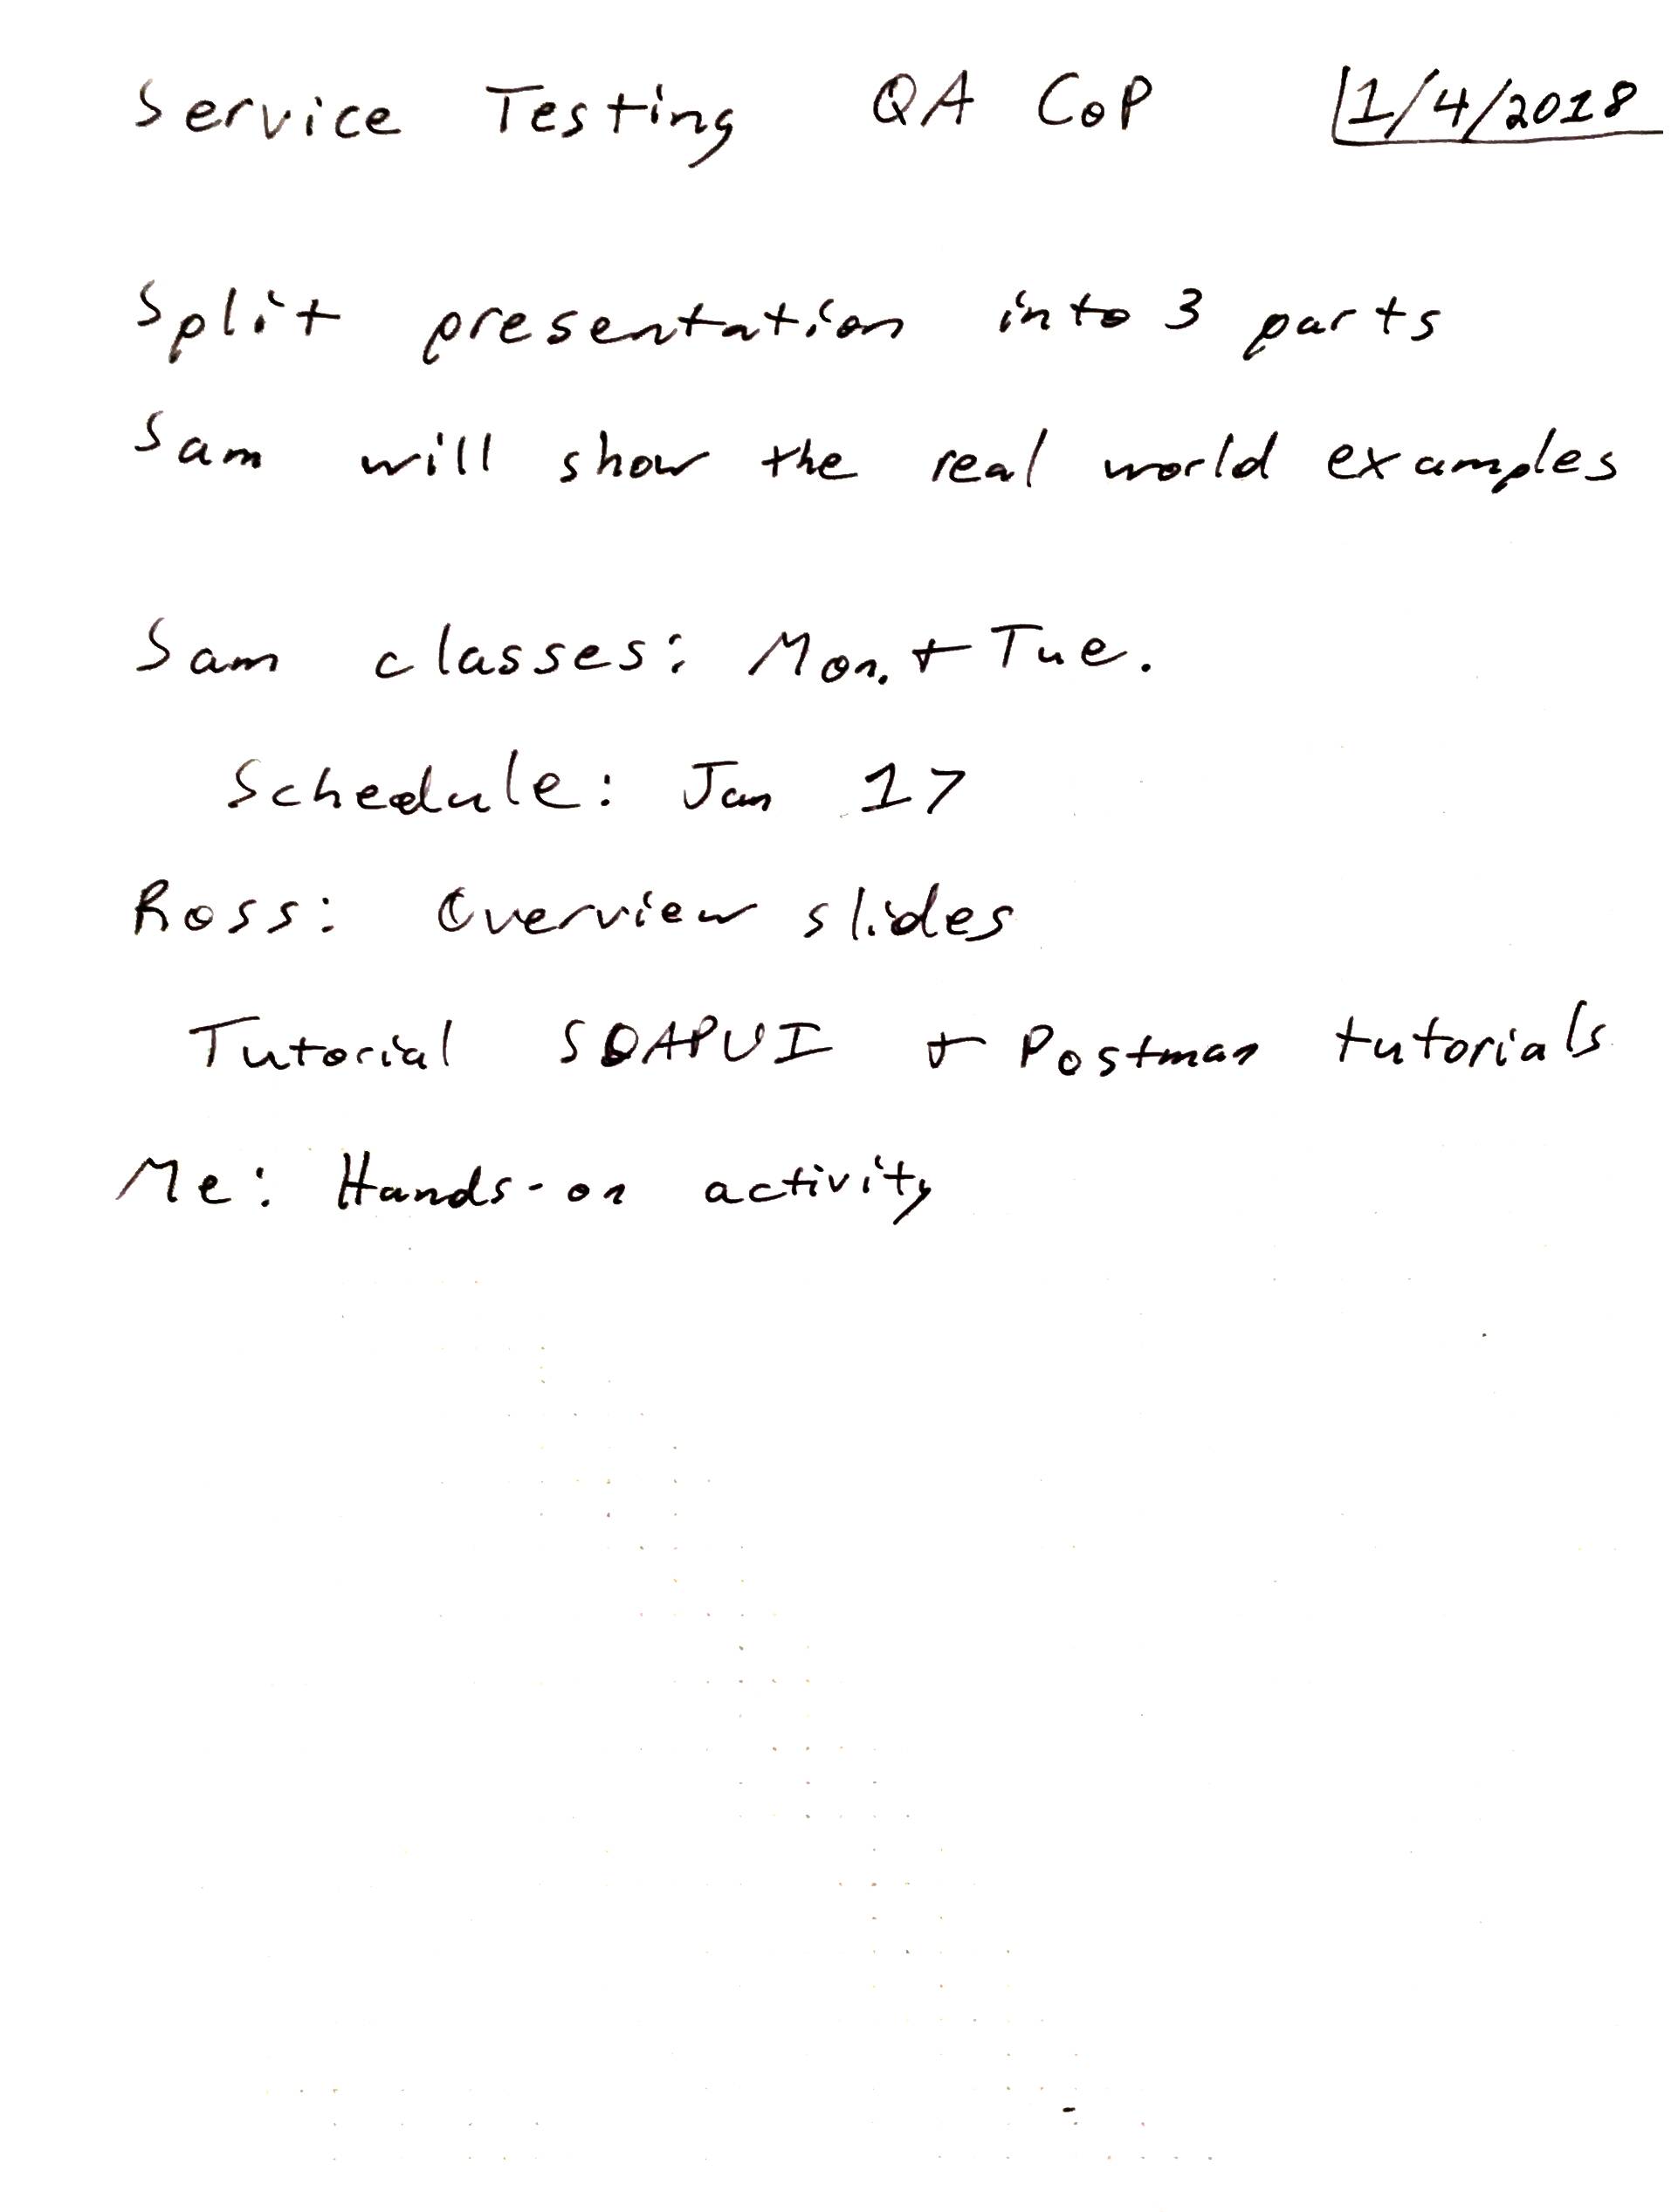 Service Testing QA CoP 1/4/2018
Split presentation into 3 parts
Sam will show the real world examples
Sam classes: Mon. + Tue.
Schedule: Jan 17
Ross: Overview slides
Tutorial SOAPUI + Postman tutorials
Me: Hands-on activity